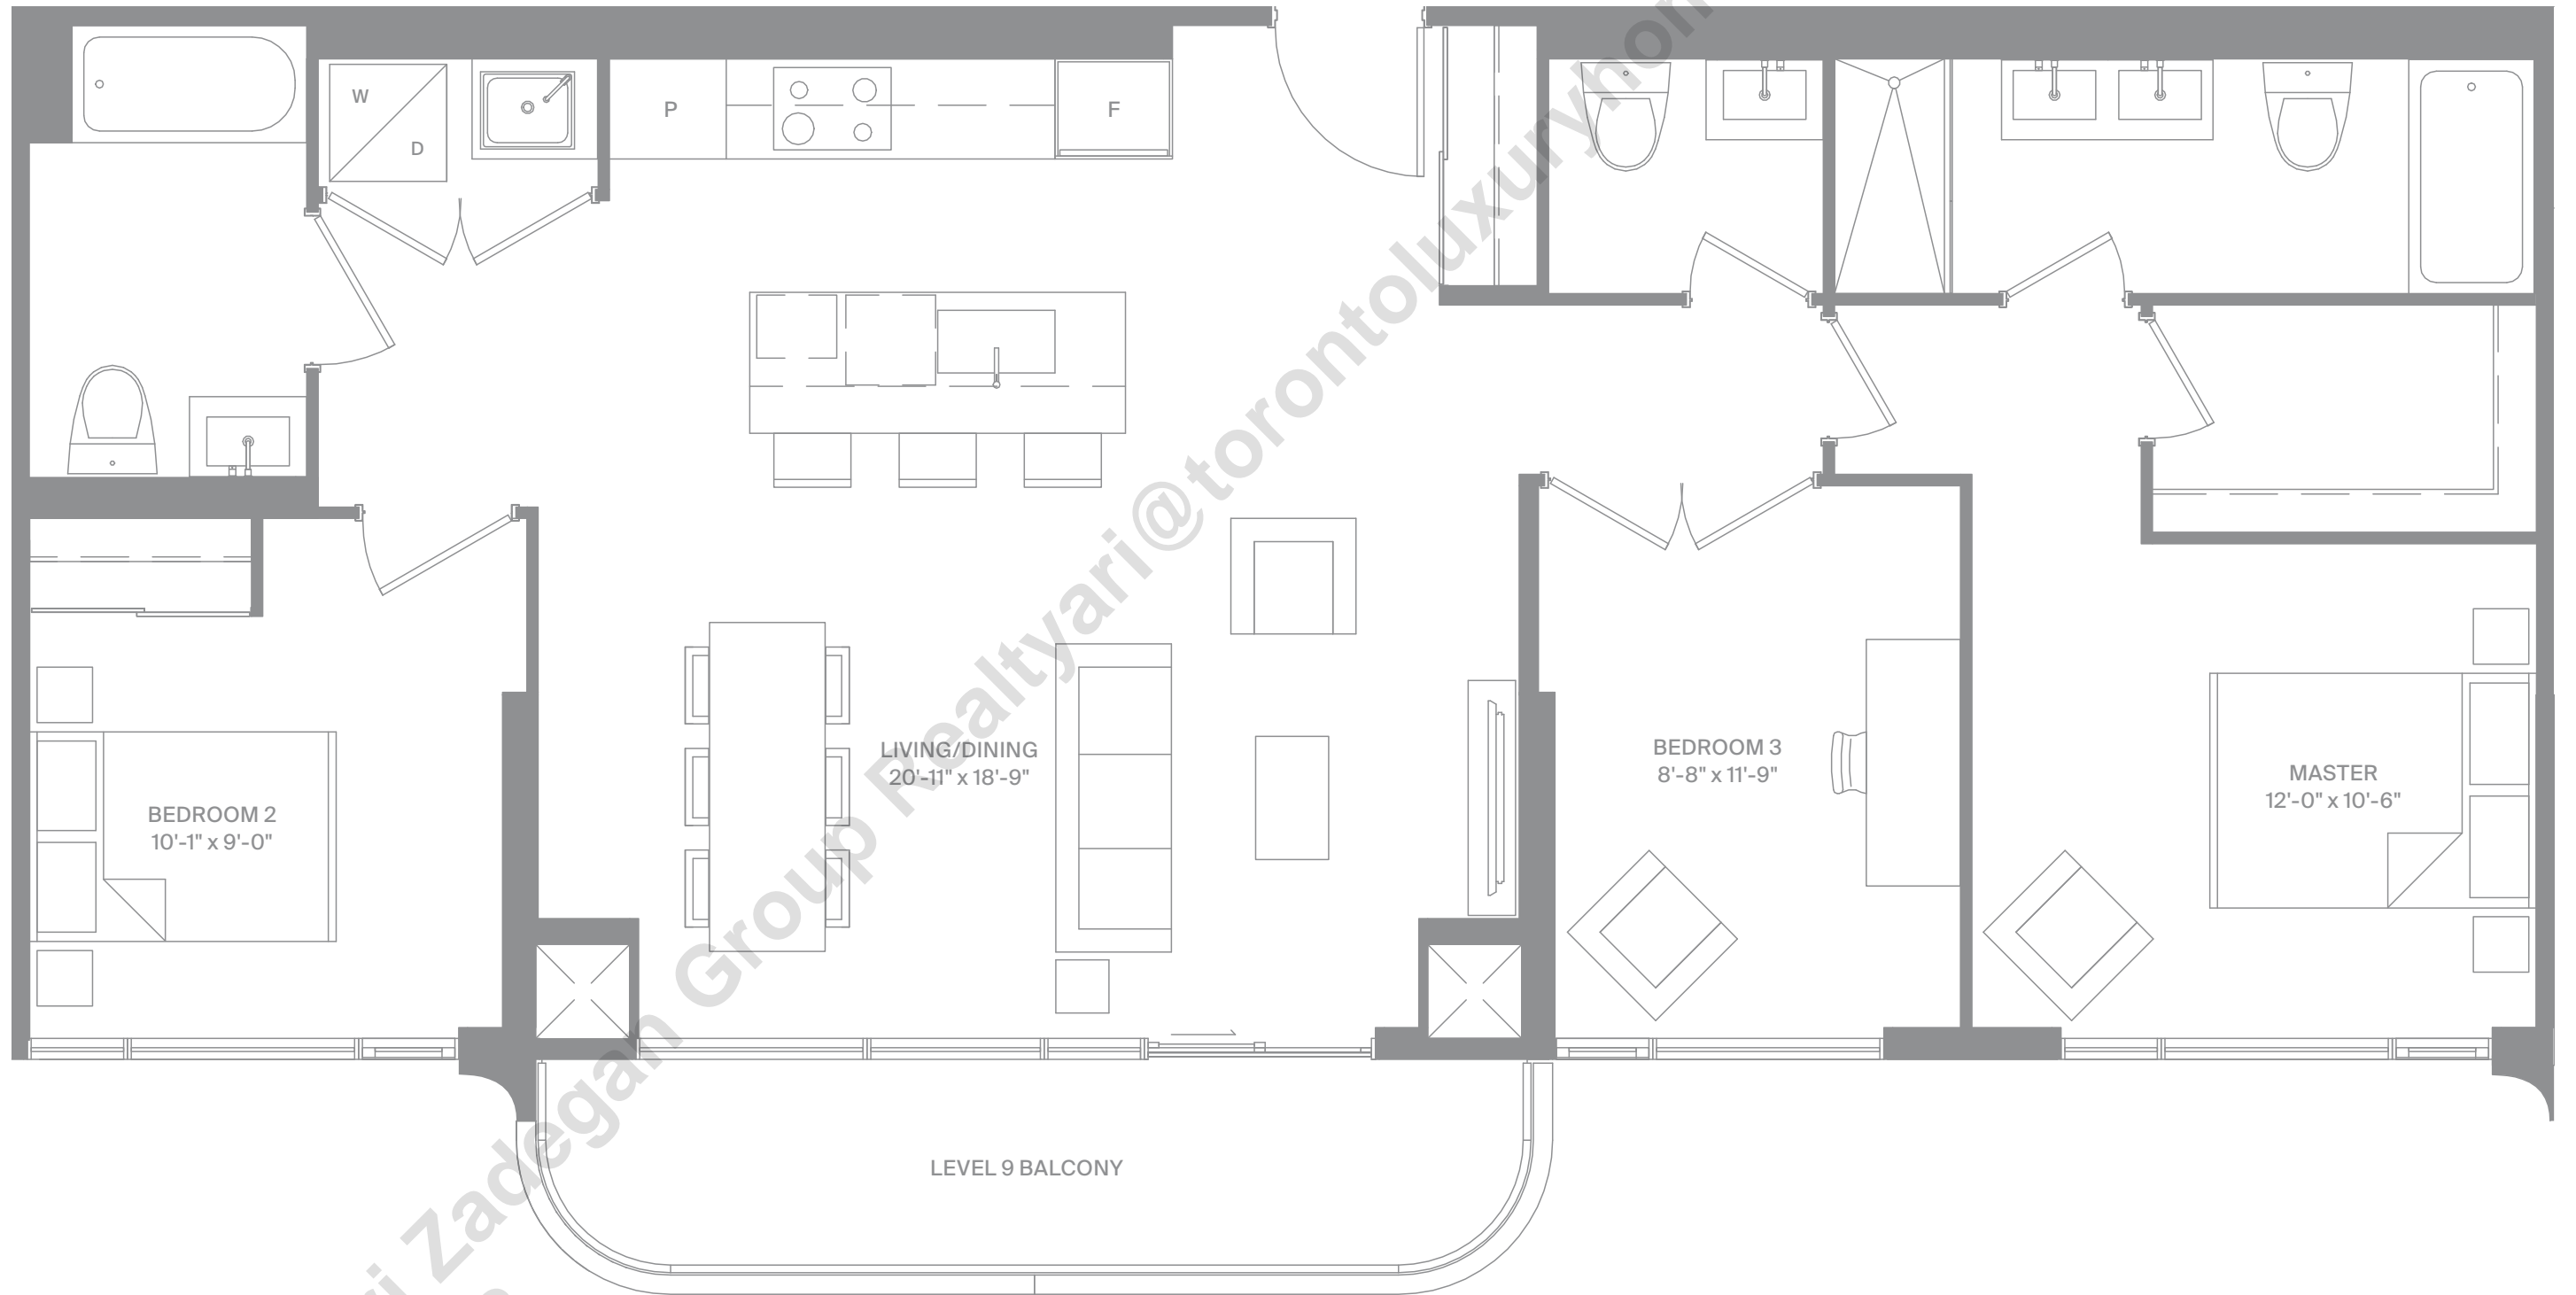 W
D
P
F
LIVING/DINING
20'-11" x 18'-9"
BEDROOM 3
8'-8" x 11'-9"
MASTER
12'-0" x 10'-6"
BEDROOM 2
10'-1" x 9'-0"
LEVEL 9 BALCONY
ri Zadegan Group Realtyari@torontoluxuryhom